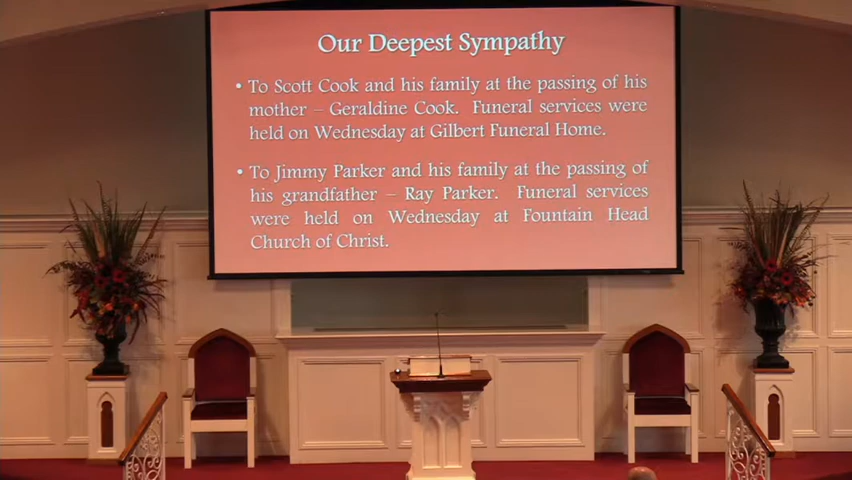 Our Deepest Sympathy
• To Scott Cook and his family at the passing of his
mother – Geraldine Cook. Funeral services were
held on Wednesday at Gilbert Funeral Home.
• To Jimmy Parker and his family at the passing of
his grandfather – Ray Parker. Funeral services
were held on Wednesday at Fountain Head
Church of Christ.